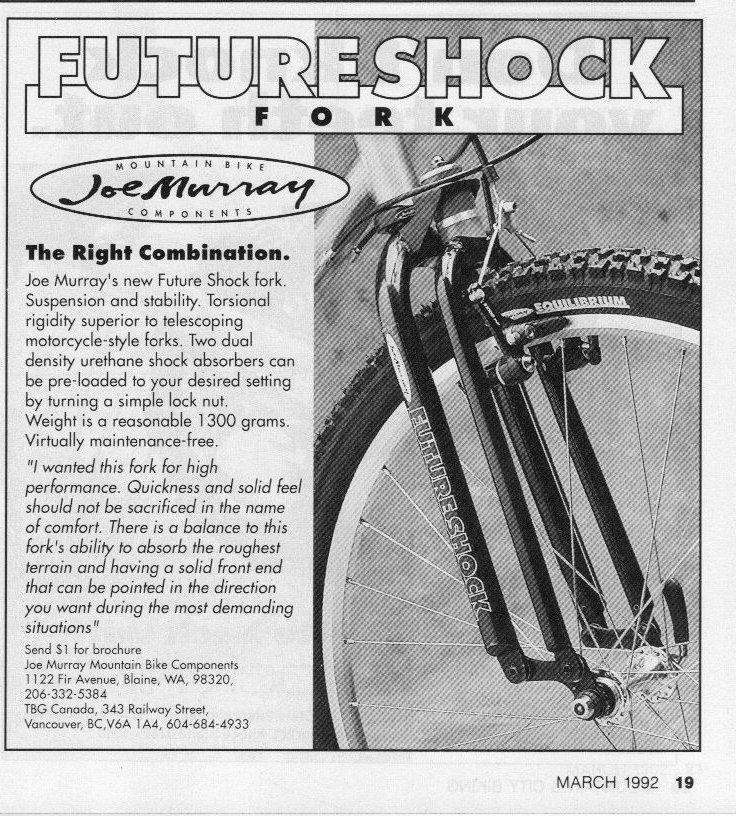 FUTURE SHOCK
FORK
MOUNTAIN BIKE
Joe Murray
COMPONENTS
The Right Combination.
Joe Murray's new Future Shock fork.
Suspension and stability. Torsional
rigidity superior to telescoping
motorcycle-style forks. Two dual
density urethane shock absorbers can
be pre-loaded to your desired setting
by turning a simple lock nut.
Weight is a reasonable 1300 grams.
Virtually maintenance-free.
"I wanted this fork for high
performance. Quickness and solid feel
should not be sacrificed in the name
of comfort. There is a balance to this
fork's ability to absorb the roughest
terrain and having a solid front end
that can be pointed in the direction
you want during the most demanding
situations"
Send $1 for brochure
Joe Murray Mountain Bike Components
1122 Fir Avenue, Blaine, WA, 98320,
206-332-5384
TBG Canada, 343 Railway Street,
Vancouver, BC,V6A 1A4, 604-684-4933
EQUILIBRIUM
FUTURE SHOCK
MARCH 1992 19